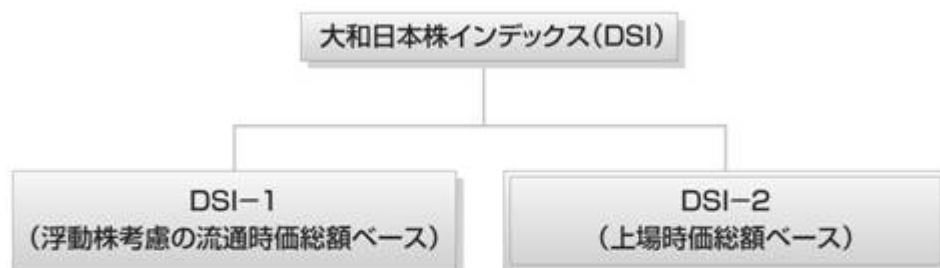 大和日本株インデックス（DSI）
DSI－1
（浮動株考慮の流通時価総額ベース）
DSI－2
（上場時価総額ベース）